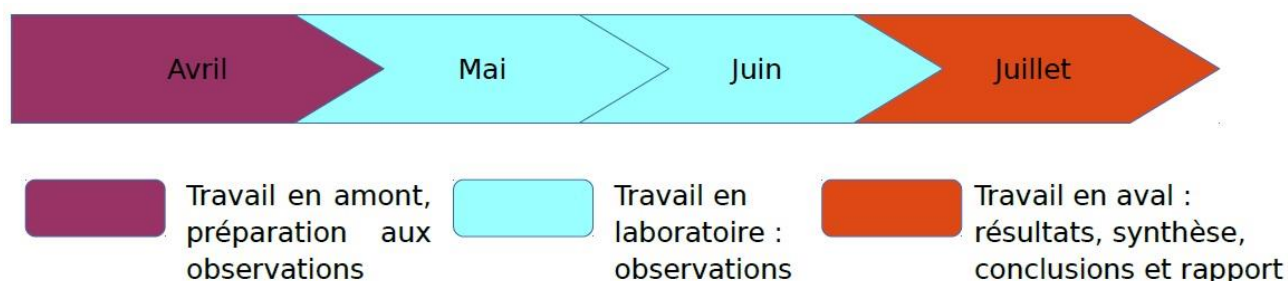 Avril
Mai
Juin
Juillet
Travail en amont,
préparation aux
observations
Travail en
laboratoire :
observations
Travail en aval :
résultats, synthèse,
conclusions et rapport